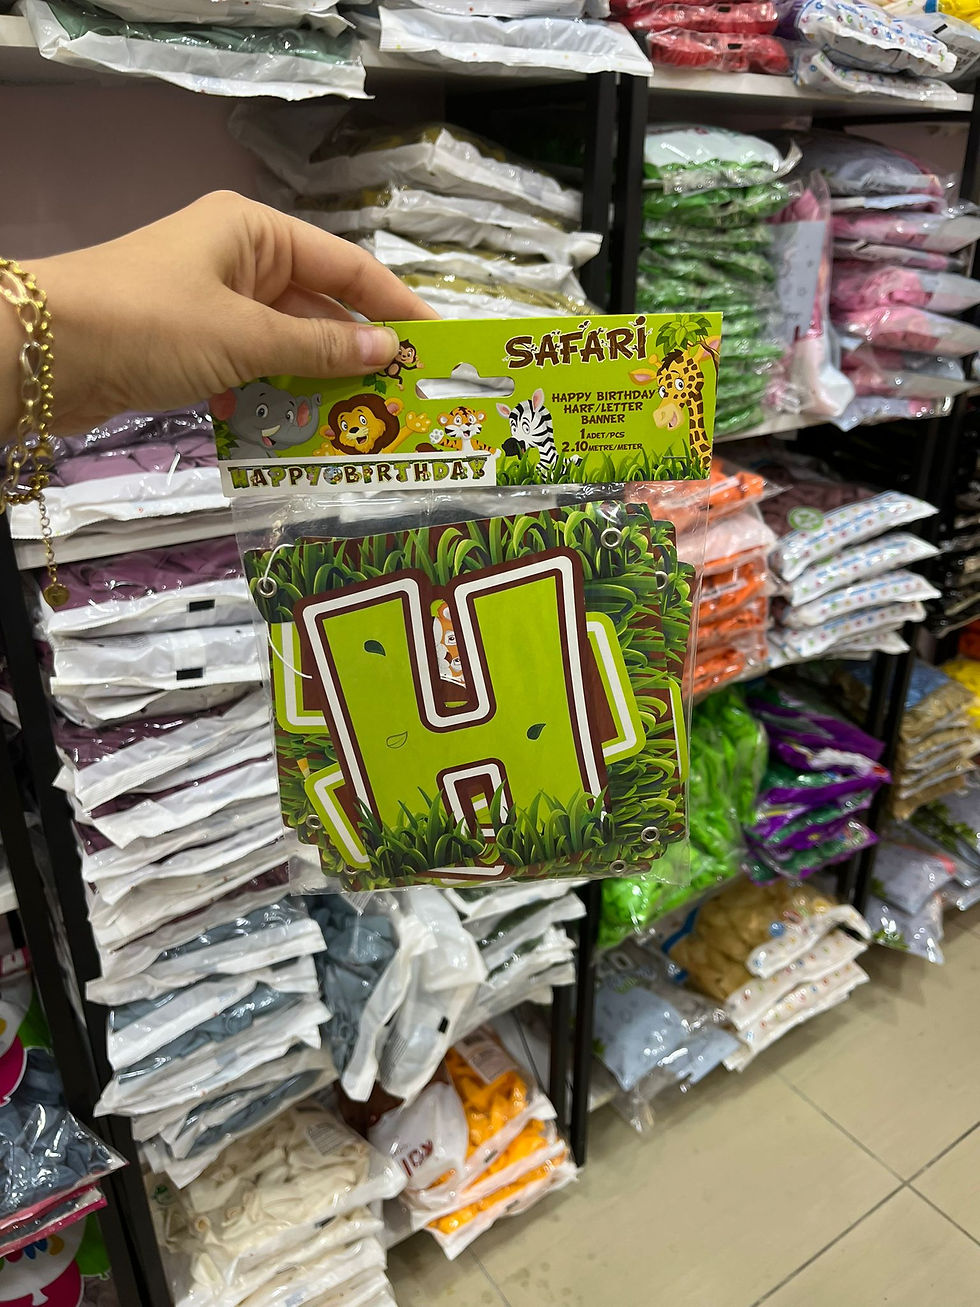 SAFARİ
HAPPY BIRTHDAY
HARF/LETTER
BANNER
1 ADET/PCS
2.10 METRE/METER
HAPPY BIRTHDAY
H